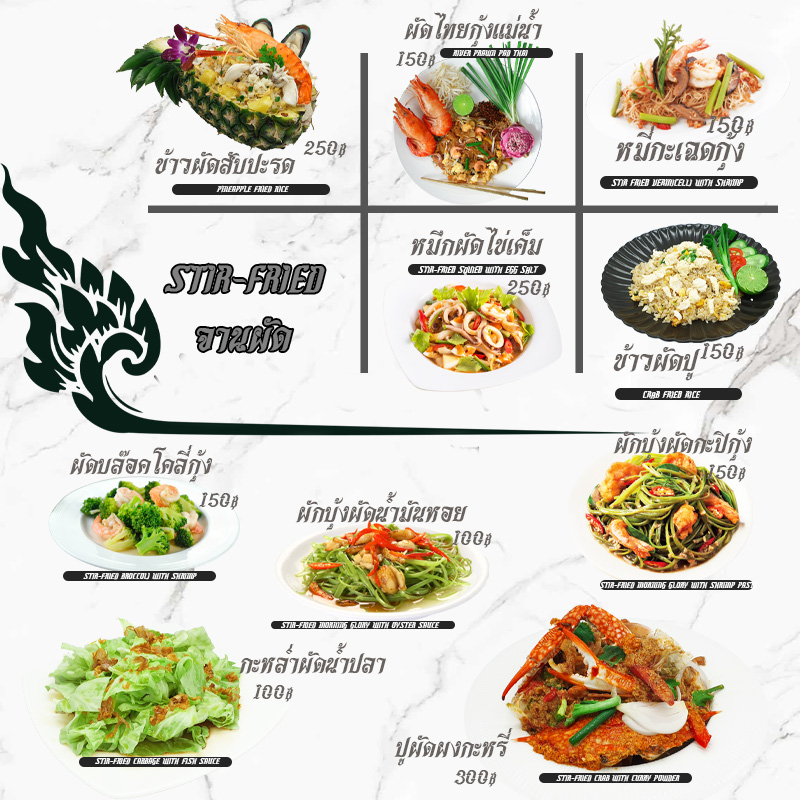 ข้าวผัดสับปะรด 250฿
PINEAPPLE FRIED RICE
ผัดไทยกุ้งแม่น้ำ
RIVER PRAWN PAD THAI
150฿
150฿
หมี่กะเฉดกุ้ง
STIR FRIED VERMICELLI WITH SHRIMP
STIR-FRIED
จานผัด
หมึกผัดไข่เค็ม
STIR-FRIED SQUIED WITH EGG SALT
250฿
ข้าวผัดปู 150฿
CRAB FRIED RICE
ผัดบล๊อคโคลี่กุ้ง
150฿
STIR-FRIED BROCCOLI WITH SHRIMP
ผักบุ้งผัดน้ำมันหอย
100฿
STIR-FRIED MORNING GLORY WITH OYSTER SAUCE
ผักบุ้งผัดกะปิกุ้ง
150฿
STIR-FRIED MORNING GLORY WITH SHRIMP PAS
กะหล่ำผัดน้ำปลา
100฿
STIR-FRIED CABBAGE WITH FISH SAUCE
ปูผัดผงกะหรี่
300฿
STIR-FRIED CRAB WITH CURRY POWDER